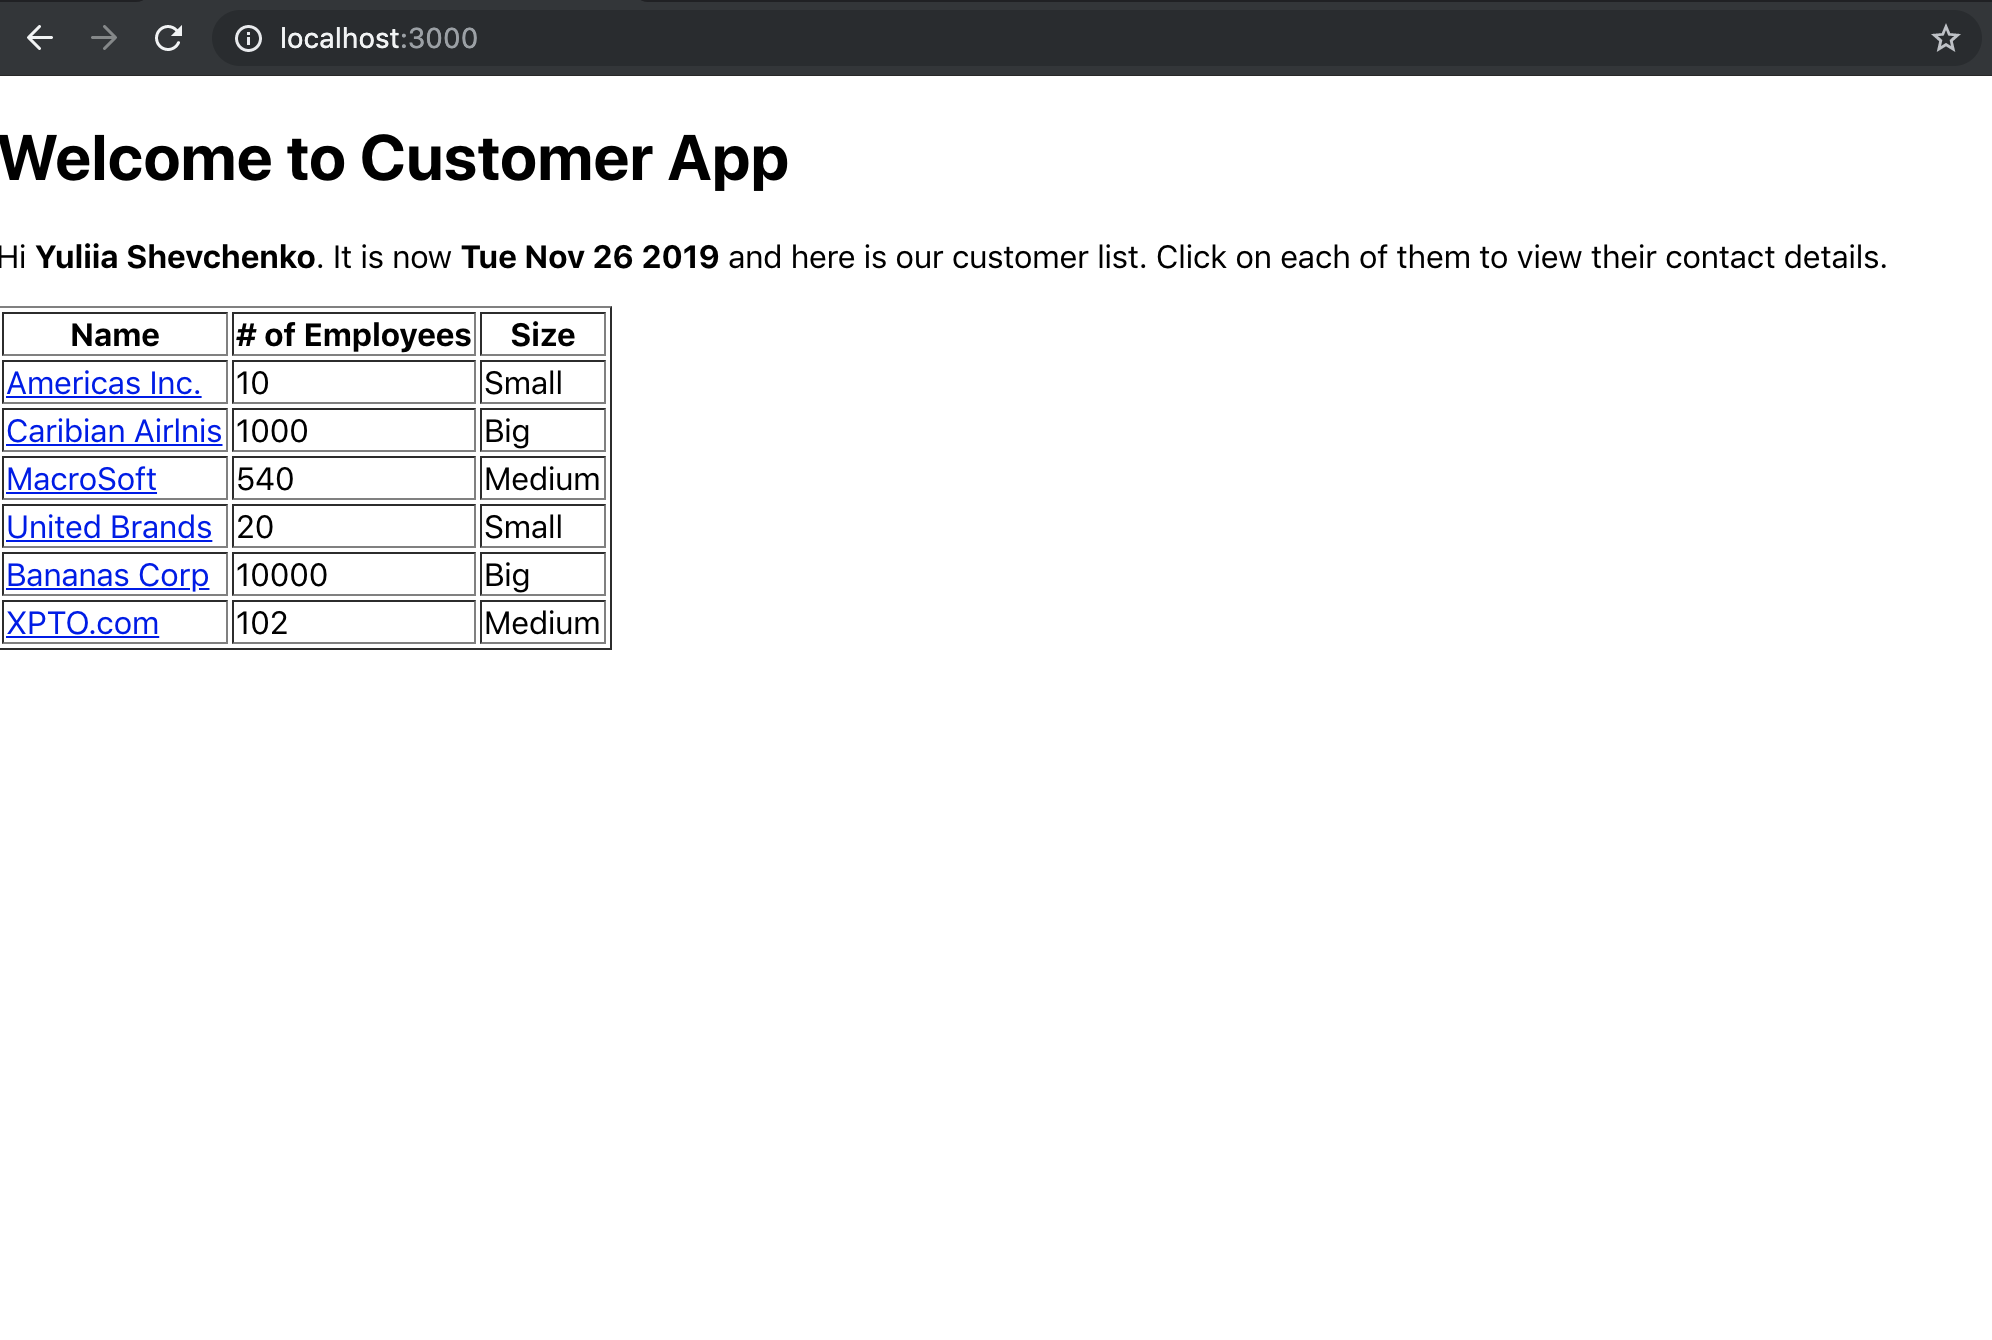 localhost:3000
Welcome to Customer App
Hi Yuliia Shevchenko. It is now Tue Nov 26 2019 and here is our customer list. Click on each of them to view their contact details.
Name # of Employees Size
Americas Inc. 10 Small
Caribian Airlnis 1000 Big
MacroSoft 540 Medium
United Brands 20 Small
Bananas Corp 10000 Big
XPTO.com 102 Medium